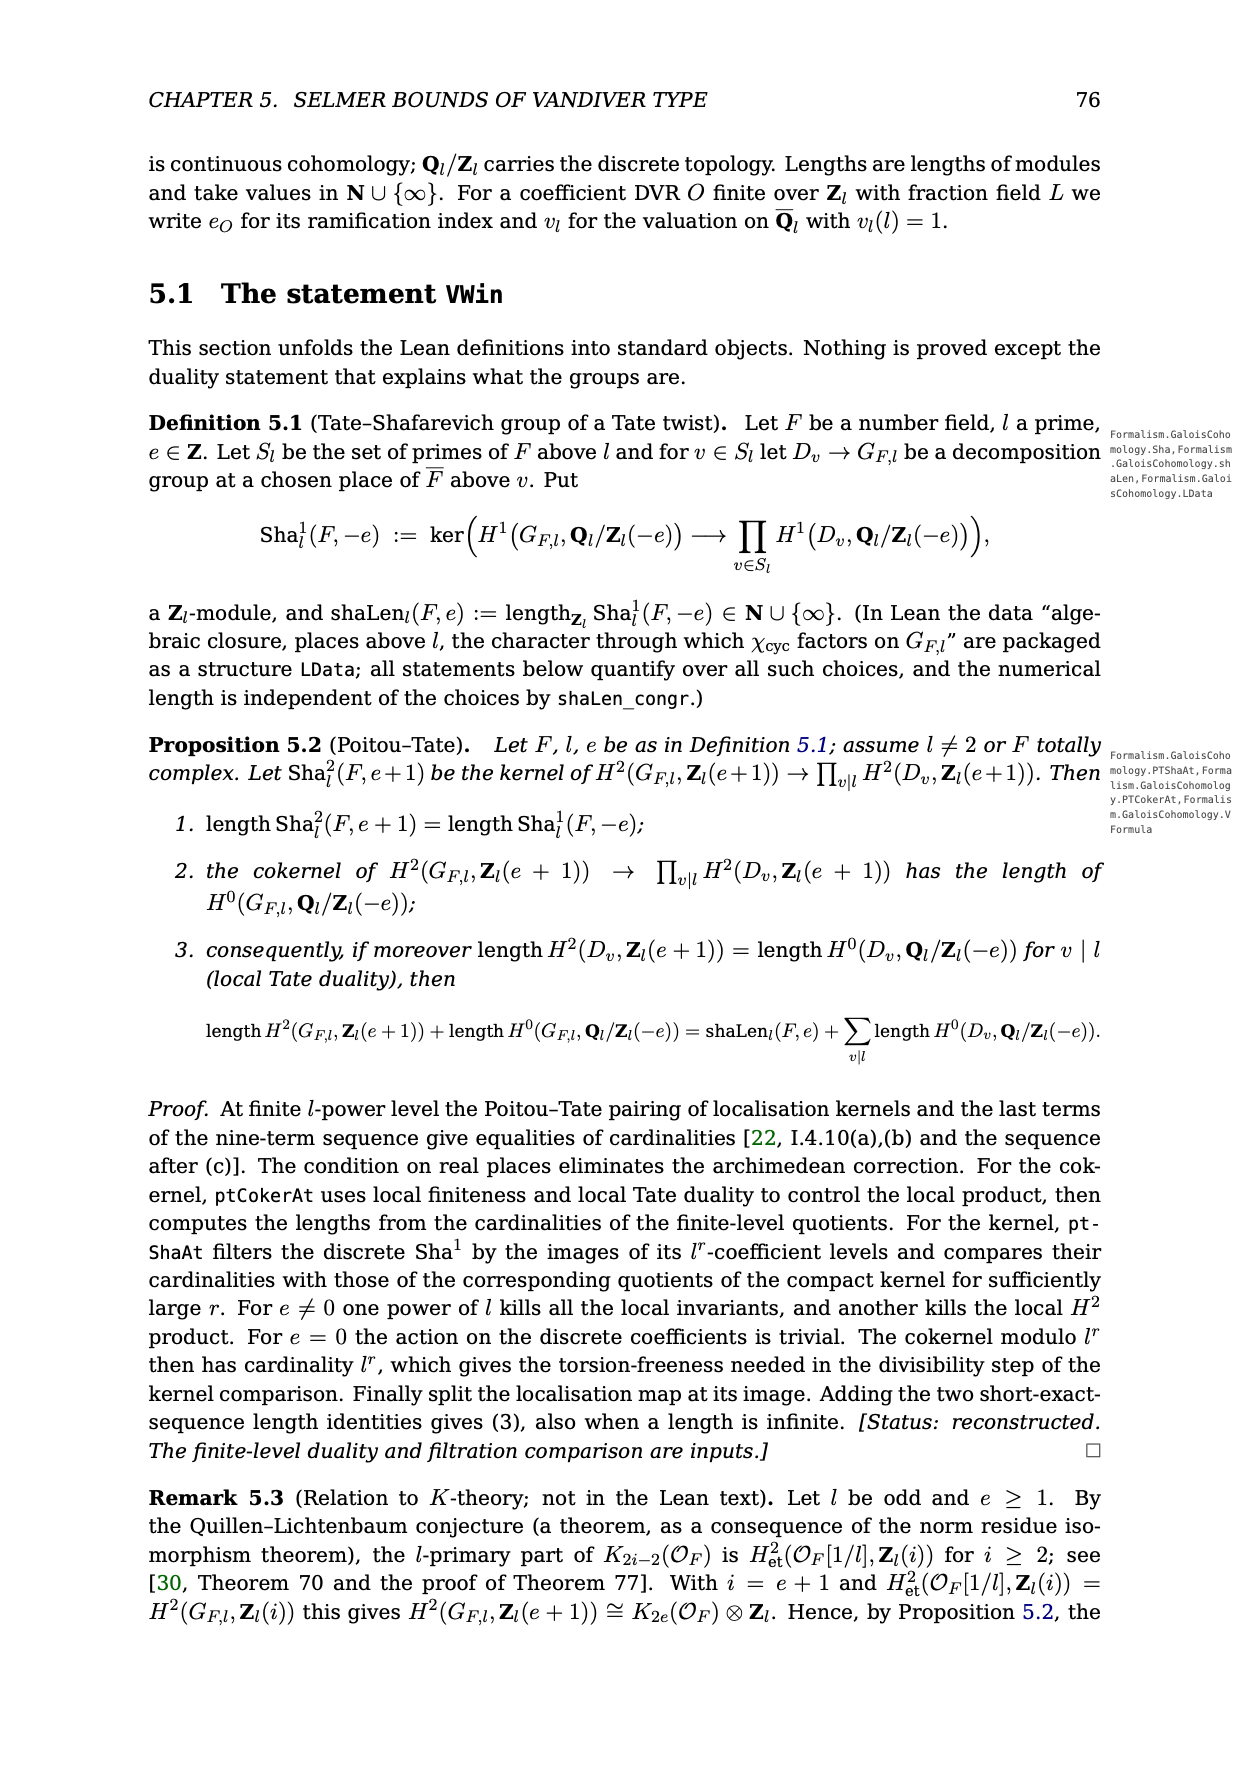 CHAPTER 5. SELMER BOUNDS OF VANDIVER TYPE 76
is continuous cohomology; Q_l/Z_l carries the discrete topology. Lengths are lengths of modules
and take values in N ∪ {∞}. For a coefficient DVR O finite over Z_l with fraction field L we
write e_O for its ramification index and v_l for the valuation on Q̅_l with v_l(l) = 1.
5.1 The statement VWin
This section unfolds the Lean definitions into standard objects. Nothing is proved except the
duality statement that explains what the groups are.
Definition 5.1 (Tate–Shafarevich group of a Tate twist). Let F be a number field, l a prime,
e ∈ Z. Let S_l be the set of primes of F above l and for v ∈ S_l let D_v → G_{F,l} be a decomposition
group at a chosen place of F̅ above v. Put
Formalism.GaloisCoho
mology.Sha,Formalism
.GaloisCohomology.sh
aLen,Formalism.Galoi
sCohomology.LData
Sha^1_l(F, −e) := ker(H^1(G_{F,l}, Q_l/Z_l(−e)) ⟶ ∏_{v∈S_l} H^1(D_v, Q_l/Z_l(−e))),
a Z_l-module, and shaLen_l(F, e) := length_{Z_l} Sha^1_l(F, −e) ∈ N ∪ {∞}. (In Lean the data “alge-
braic closure, places above l, the character through which χ_cyc factors on G_{F,l}” are packaged
as a structure LData; all statements below quantify over all such choices, and the numerical
length is independent of the choices by shaLen_congr.)
Proposition 5.2 (Poitou–Tate). Let F, l, e be as in Definition 5.1; assume l ≠ 2 or F totally
complex. Let Sha^2_l(F, e+1) be the kernel of H^2(G_{F,l}, Z_l(e+1)) → ∏_{v|l} H^2(D_v, Z_l(e+1)). Then
Formalism.GaloisCoho
mology.PTShaAt,Forma
lism.GaloisCohomolog
y.PTCokerAt,Formalis
m.GaloisCohomology.V
Formula
1. length Sha^2_l(F, e + 1) = length Sha^1_l(F, −e);
2. the cokernel of H^2(G_{F,l}, Z_l(e + 1)) → ∏_{v|l} H^2(D_v, Z_l(e + 1)) has the length of
H^0(G_{F,l}, Q_l/Z_l(−e));
3. consequently, if moreover length H^2(D_v, Z_l(e + 1)) = length H^0(D_v, Q_l/Z_l(−e)) for v | l
(local Tate duality), then
length H^2(G_{F,l}, Z_l(e + 1)) + length H^0(G_{F,l}, Q_l/Z_l(−e)) = shaLen_l(F, e) + ∑_{v|l} length H^0(D_v, Q_l/Z_l(−e)).
Proof. At finite l-power level the Poitou–Tate pairing of localisation kernels and the last terms
of the nine-term sequence give equalities of cardinalities [22, I.4.10(a),(b) and the sequence
after (c)]. The condition on real places eliminates the archimedean correction. For the cok-
ernel, ptCokerAt uses local finiteness and local Tate duality to control the local product, then
computes the lengths from the cardinalities of the finite-level quotients. For the kernel, pt-
ShaAt filters the discrete Sha^1 by the images of its l^r-coefficient levels and compares their
cardinalities with those of the corresponding quotients of the compact kernel for sufficiently
large r. For e ≠ 0 one power of l kills all the local invariants, and another kills the local H^2
product. For e = 0 the action on the discrete coefficients is trivial. The cokernel modulo l^r
then has cardinality l^r, which gives the torsion-freeness needed in the divisibility step of the
kernel comparison. Finally split the localisation map at its image. Adding the two short-exact-
sequence length identities gives (3), also when a length is infinite. [Status: reconstructed.
The finite-level duality and filtration comparison are inputs.] □
Remark 5.3 (Relation to K-theory; not in the Lean text). Let l be odd and e ≥ 1. By
the Quillen–Lichtenbaum conjecture (a theorem, as a consequence of the norm residue iso-
morphism theorem), the l-primary part of K_{2i−2}(O_F) is H^2_et(O_F[1/l], Z_l(i)) for i ≥ 2; see
[30, Theorem 70 and the proof of Theorem 77]. With i = e + 1 and H^2_et(O_F[1/l], Z_l(i)) =
H^2(G_{F,l}, Z_l(i)) this gives H^2(G_{F,l}, Z_l(e + 1)) ≅ K_{2e}(O_F) ⊗ Z_l. Hence, by Proposition 5.2, the